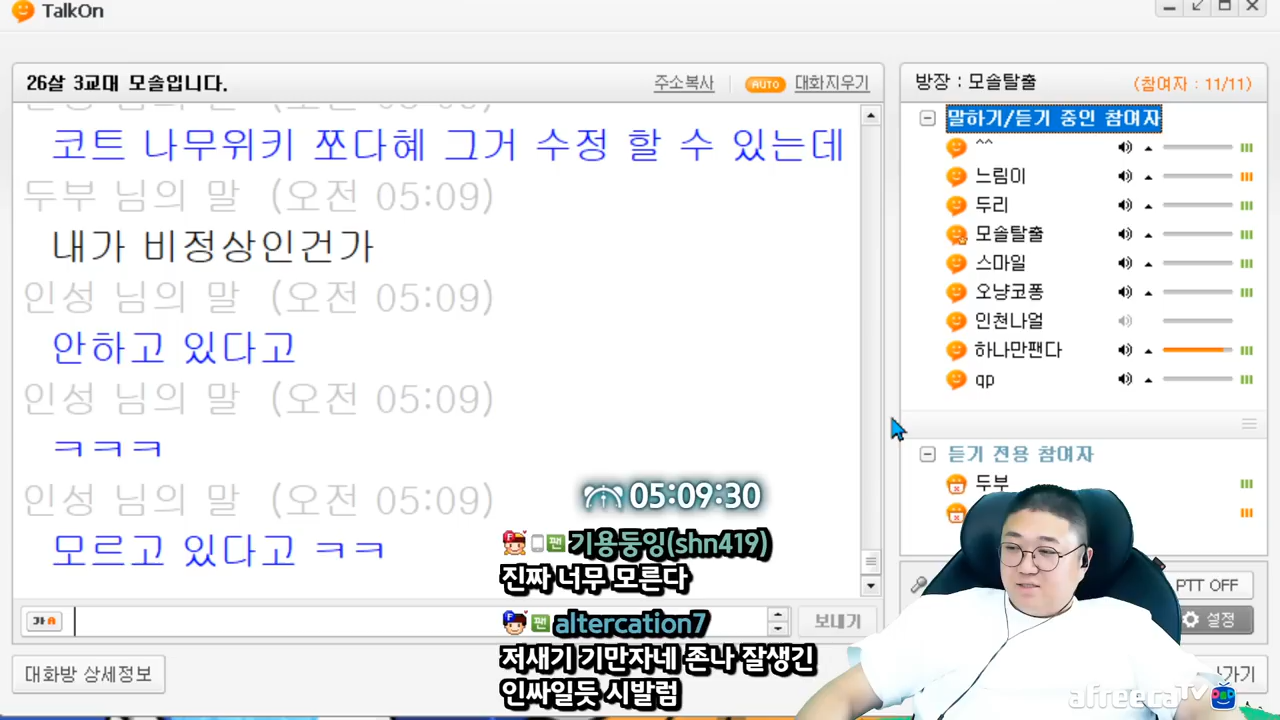 TalkOn
26살 3교대 모솔입니다.
주소복사
AUTO
대화지우기
코트 나무위키 쪼다혜 그거 수정 할 수 있는데
두부 님의 말 (오전 05:09)
내가 비정상인건가
인성 님의 말 (오전 05:09)
안하고 있다고
인성 님의 말 (오전 05:09)
ㅋㅋㅋ
인성 님의 말 (오전 05:09)
모르고 있다고 ㅋㅋ
가
보내기
대화방 상세정보
방장 : 모솔탈출
(참여자 : 11/11)
말하기/듣기 중인 참여자
^^
느림이
두리
모솔탈출
스마일
오냥코퐁
인천나얼
하나만팬다
qp
듣기 전용 참여자
두부
PTT OFF
설정
가기
05:09:30
팬 기용둥잉(shn419)
진짜 너무 모른다
팬 altercation7
저새기 기만자네 존나 잘생긴
인싸일듯 시발럼
afreecaTV